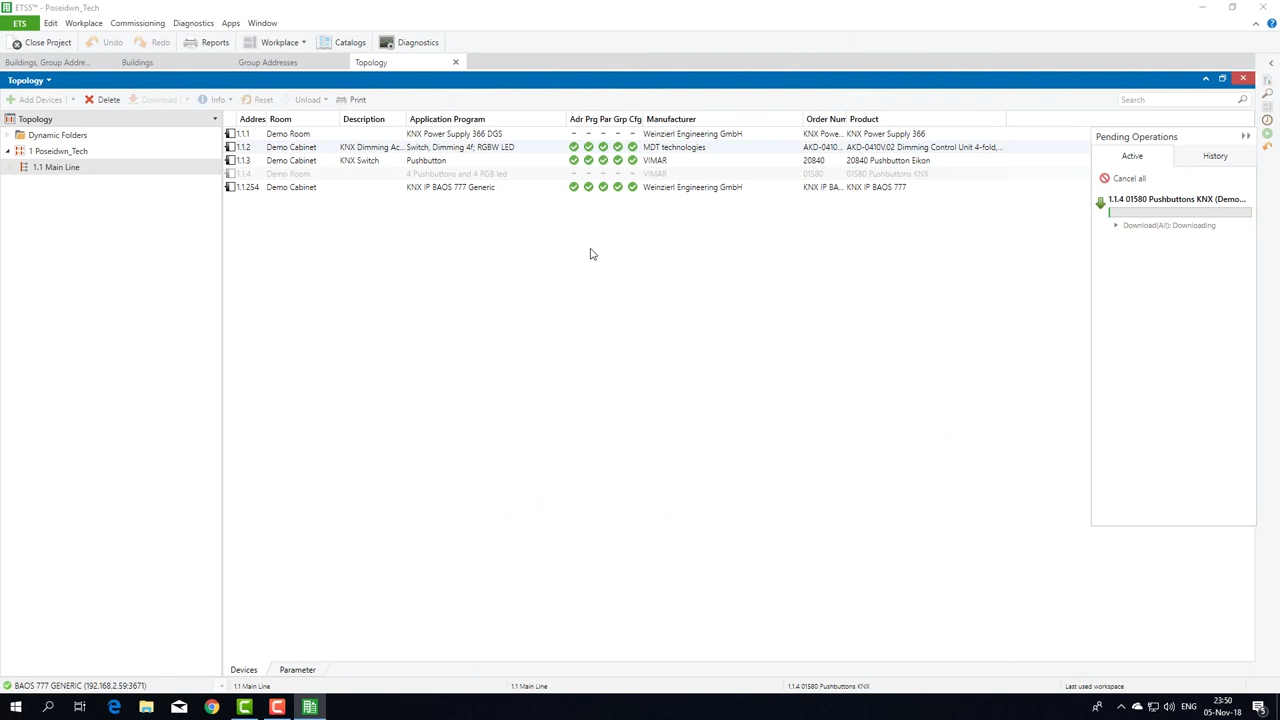 ETS5™ - Poseidwn_Tech
ETS Edit Workplace Commissioning Diagnostics Apps Window
Close Project Undo Redo Reports Workplace Catalogs Diagnostics
Buildings, Group Addre... Buildings Group Addresses Topology
Topology
Add Devices Delete Download Info Reset Unload Print Search
Topology
Dynamic Folders
1 Poseidwn_Tech
1.1 Main Line
Addres Room Description Application Program Adr Prg Par Grp Cfg Manufacturer Order Num Product
1.1.1 Demo Room KNX Power Supply 366 DGS - - - - - Weinzierl Engineering GmbH KNX Powe... KNX Power Supply 366
1.1.2 Demo Cabinet KNX Dimming Ac... Switch, Dimming 4f; RGBW LED MDT technologies AKD-0410... AKD-0410V.02 Dimming Control Unit 4-fold,...
1.1.3 Demo Cabinet KNX Switch Pushbutton VIMAR 20840 20840 Pushbutton Eikon
1.1.4 Demo Room 4 Pushbuttons and 4 RGB led - - - - - VIMAR 01580 01580 Pushbuttons KNX
1.1.254 Demo Cabinet KNX IP BAOS 777 Generic Weinzierl Engineering GmbH KNX IP BA... KNX IP BAOS 777
Pending Operations
Active History
Cancel all
1.1.4 01580 Pushbuttons KNX (Demo...
Download(All): Downloading
Devices Parameter
BAOS 777 GENERIC (192.168.2.59:3671) 1.1 Main Line 1.1 Main Line 1.1.4 01580 Pushbuttons KNX Last used workspace
ENG 23:50
05-Nov-18